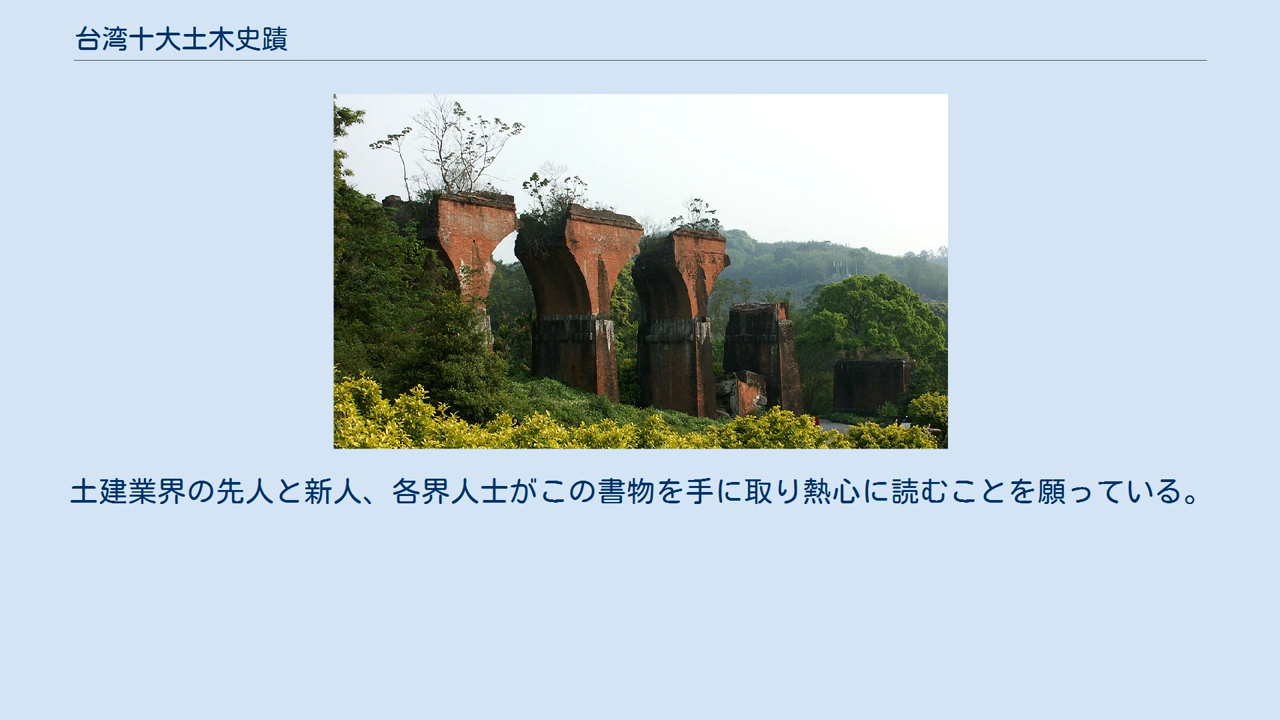 台湾十大土木史蹟
土建業界の先人と新人、各界人士がこの書物を手に取り熱心に読むことを願っている。